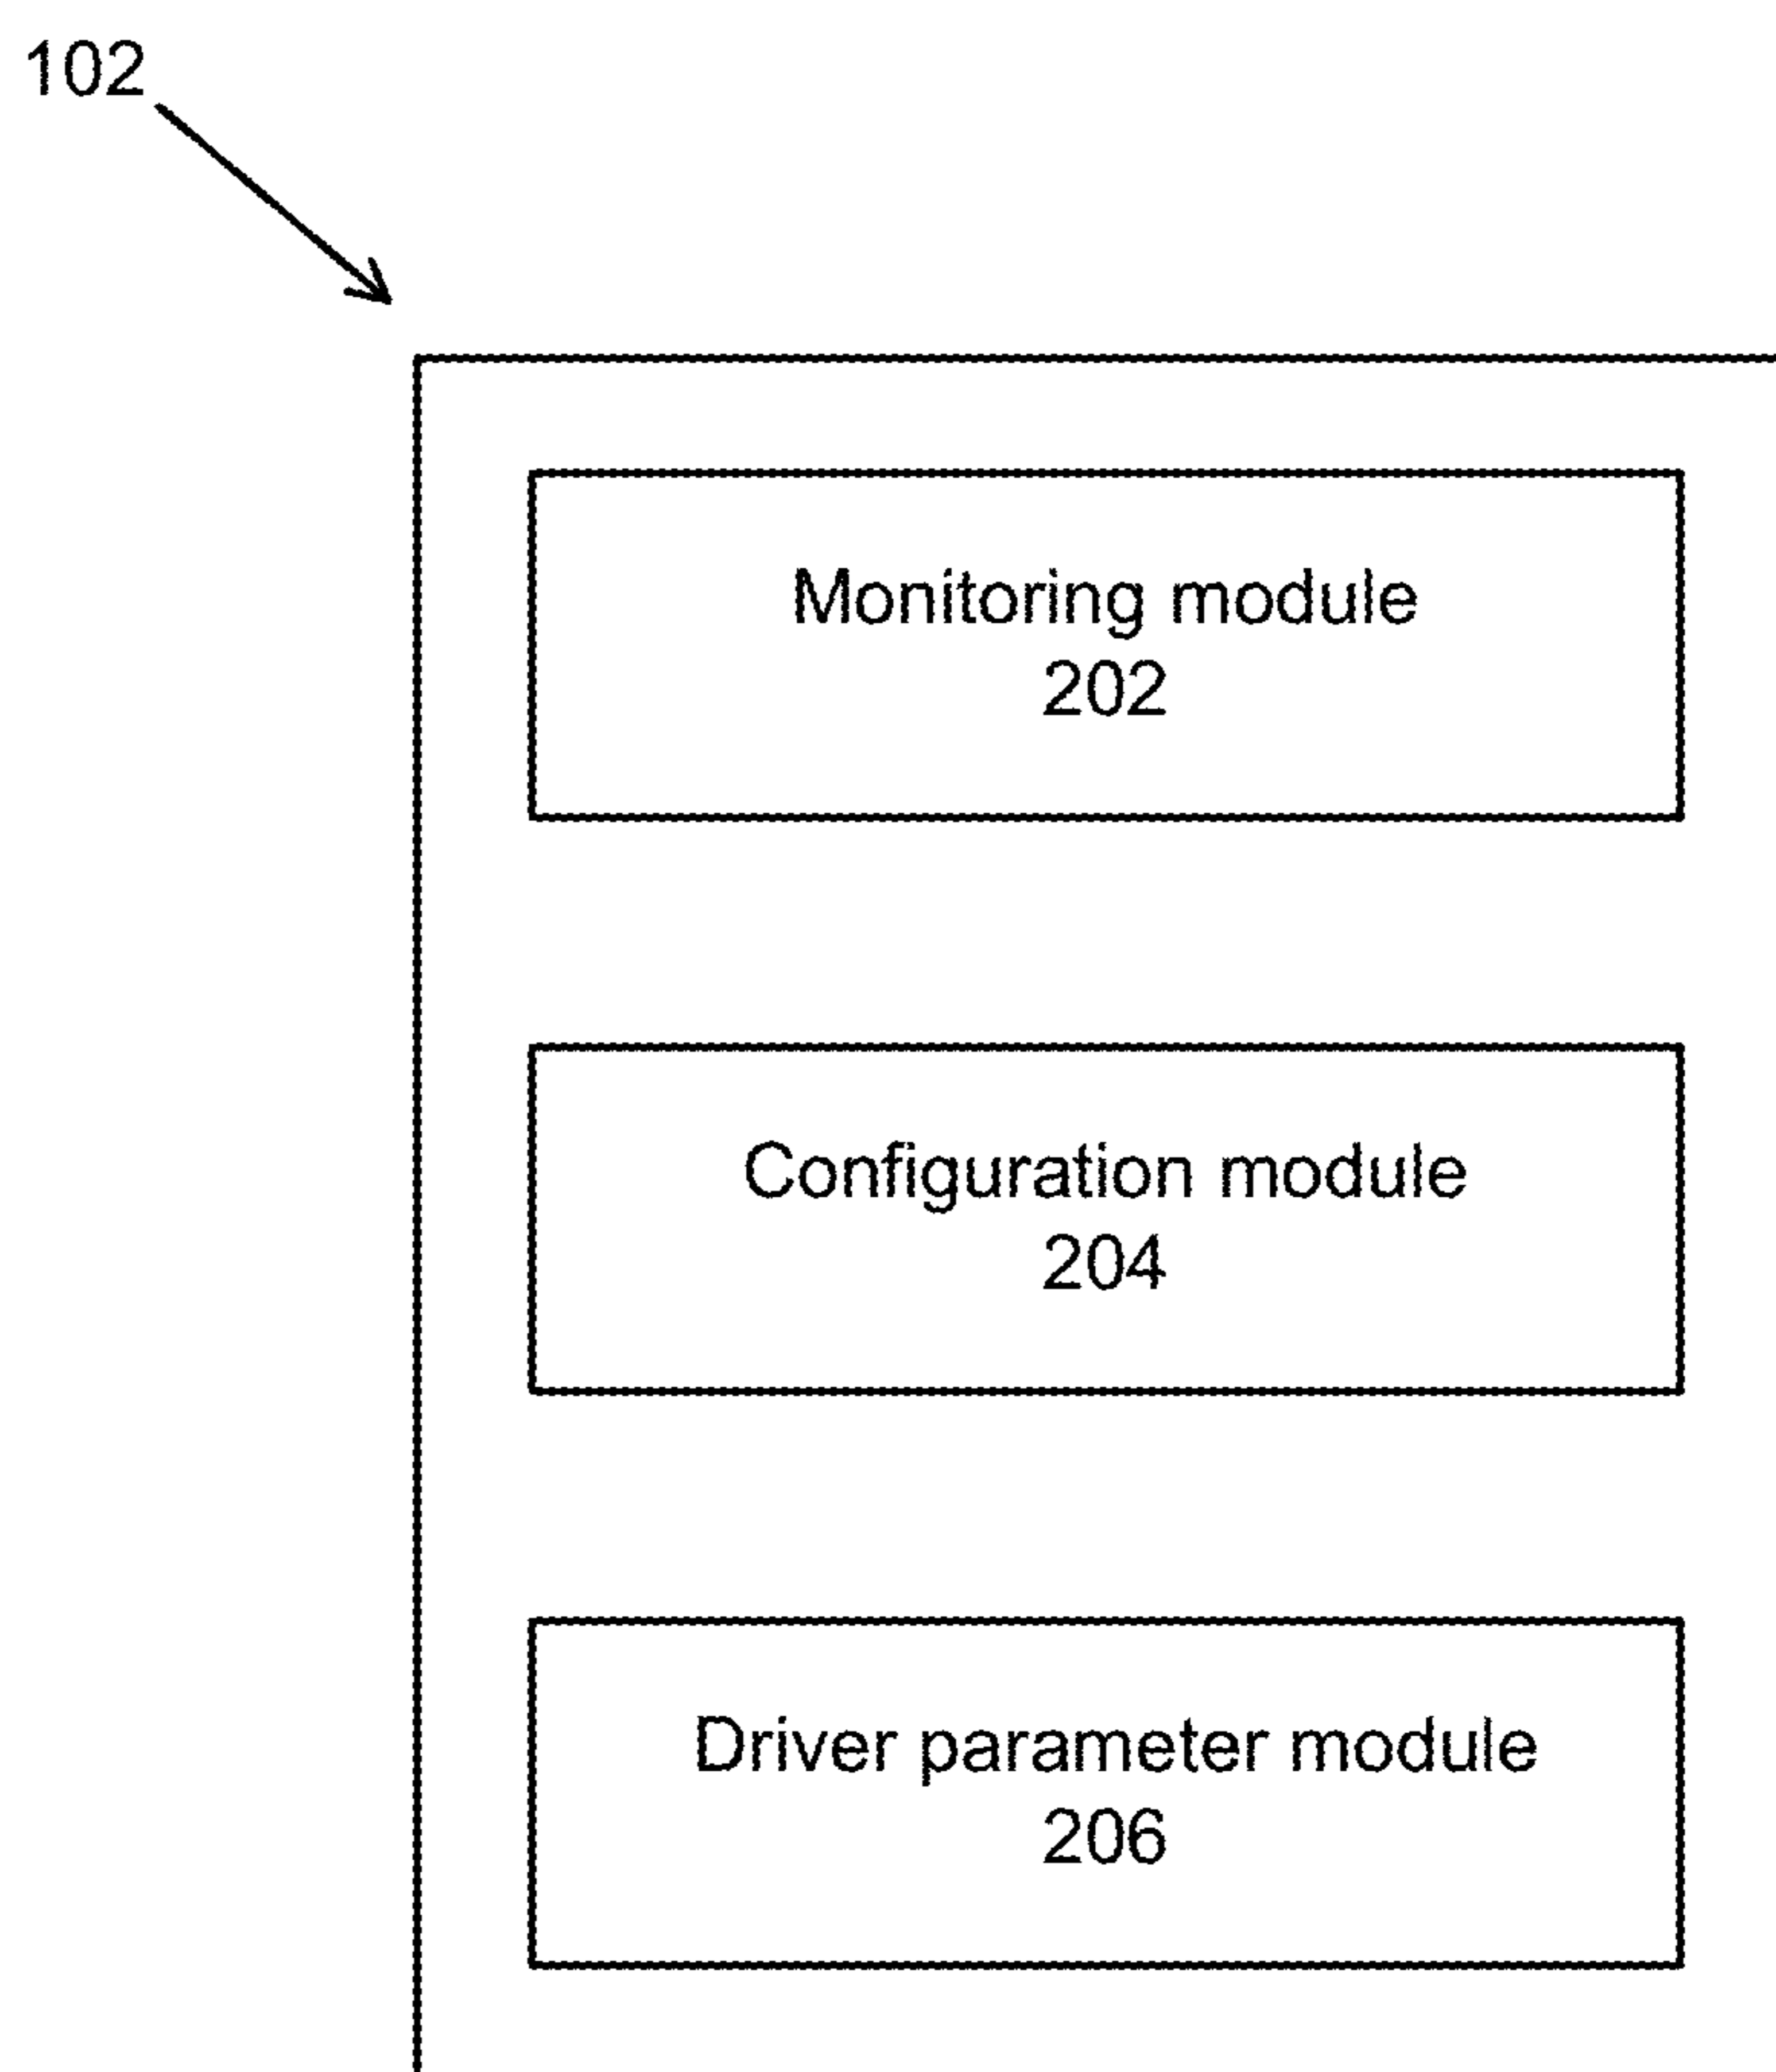 102
Monitoring module
202
Configuration module
204
Driver parameter module
206